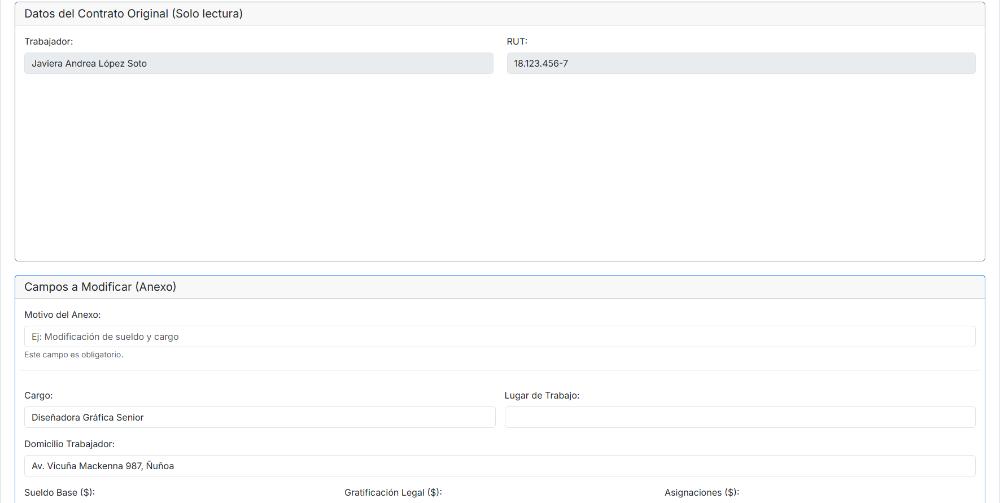 Datos del Contrato Original (Solo lectura)
Trabajador:
RUT:
Javiera Andrea López Soto
18.123.456-7
Campos a Modificar (Anexo)
Motivo del Anexo:
Ej: Modificación de sueldo y cargo
Este campo es obligatorio.
Cargo:
Lugar de Trabajo:
Diseñadora Gráfica Senior
Domicilio Trabajador:
Av. Vicuña Mackenna 987, Ñuñoa
Sueldo Base ($):
Gratificación Legal ($):
Asignaciones ($):